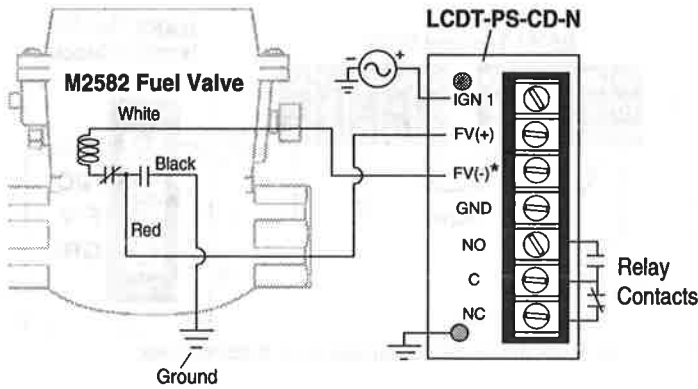 LCDT-PS-CD-N
M2582 Fuel Valve
White
Black
Red
Ground
IGN 1
FV(+)
FV(-)*
GND
NO
C
NC
Relay
Contacts